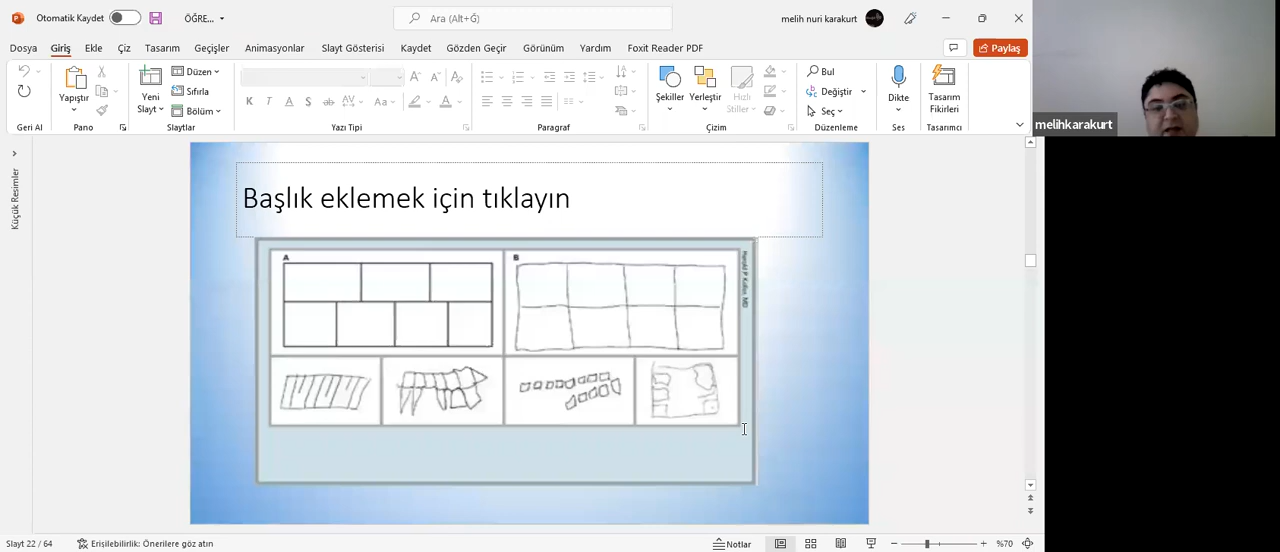 Otomatik Kaydet
ÖĞRE...
Ara (Alt+Ğ)
melih nuri karakurt
Dosya Giriş Ekle Çiz Tasarım Geçişler Animasyonlar Slayt Gösterisi Kaydet Gözden Geçir Görünüm Yardım Foxit Reader PDF
Paylaş
Yapıştır
Yeni
Slayt
Düzen
Sıfırla
Bölüm
K T A S ab AV Aa A
Şekiller
Yerleştir
Hızlı
Stiller
Bul
Değiştir
Seç
Dikte
Tasarım
Fikirleri
Geri Al Pano Slaytlar Yazı Tipi Paragraf Çizim Düzenleme Ses Tasarımcı
melihkarakurt
Küçük Resimler
Başlık eklemek için tıklayın
A
B
Slayt 22 / 64
Erişilebilirlik: Önerilere göz atın
Notlar
%70